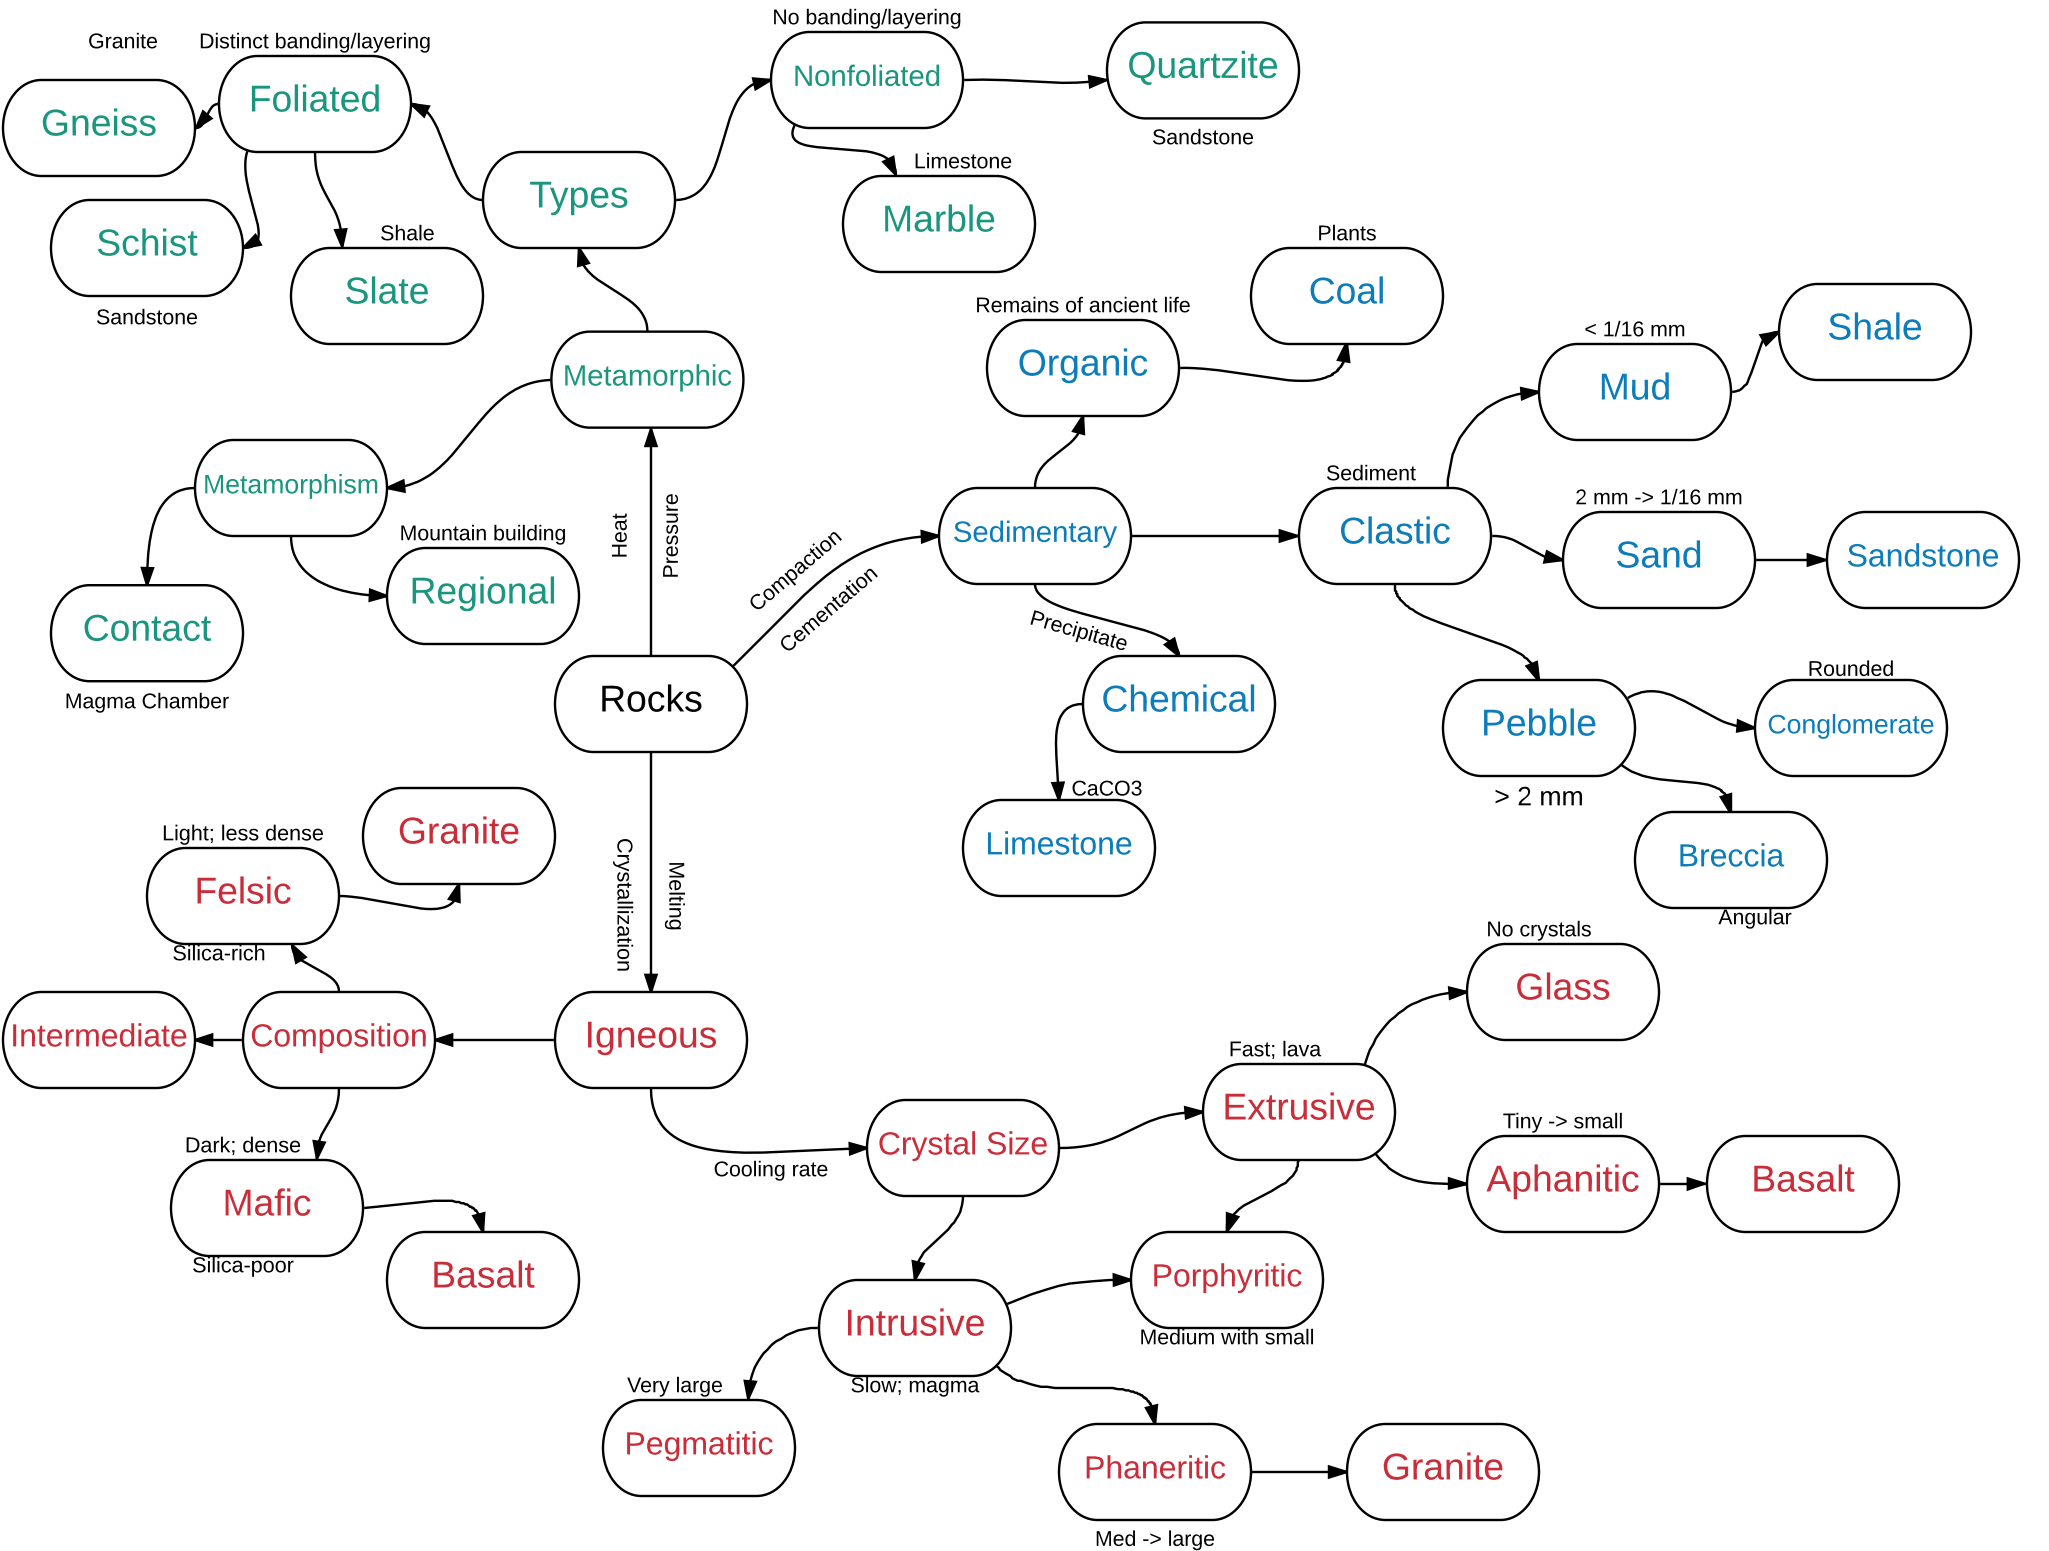 No banding/layering
Granite
Distinct banding/layering
Nonfoliated
Quartzite
Foliated
Gneiss
Sandstone
Limestone
Types
Marble
Schist
Shale
Slate
Sandstone
Plants
Coal
Remains of ancient life
Organic
< 1/16 mm
Mud
Shale
Metamorphic
Metamorphism
Mountain building
Regional
Contact
Magma Chamber
Heat
Pressure
Compaction
Cementation
Sedimentary
Sediment
Clastic
2 mm -> 1/16 mm
Sand
Sandstone
Precipitate
Chemical
Rocks
Rounded
Pebble
Conglomerate
> 2 mm
CaCO3
Limestone
Breccia
Angular
Granite
Light; less dense
Felsic
Silica-rich
Crystallization
Melting
Intermediate
Composition
Igneous
No crystals
Glass
Fast; lava
Extrusive
Dark; dense
Mafic
Silica-poor
Basalt
Cooling rate
Crystal Size
Tiny -> small
Aphanitic
Basalt
Porphyritic
Medium with small
Intrusive
Slow; magma
Very large
Pegmatitic
Phaneritic
Granite
Med -> large